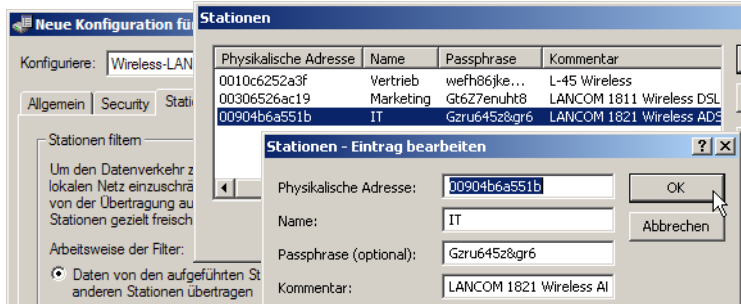 Neue Konfiguration fü
Konfiguriere: Wireless-LAN
Allgemein Security Stati
Stationen filtern
Um den Datenverkehr z
lokalen Netz einzuschrä
von der Übertragung au
Stationen gezielt freisch
Arbeitsweise der Filter:
Daten von den aufgeführten St
anderen Stationen übertragen
Stationen
Physikalische Adresse Name Passphrase Kommentar
0010c6252a3f Vertrieb wefh86jke... L-45 Wireless
00306526ac19 Marketing Gt6Z7enuht8 LANCOM 1811 Wireless DSL
00904b6a551b IT Gzru645z&gr6 LANCOM 1821 Wireless ADS
Stationen - Eintrag bearbeiten
Physikalische Adresse: 00904b6a551b OK
Name: IT Abbrechen
Passphrase (optional): Gzru645z&gr6
Kommentar: LANCOM 1821 Wireless AI